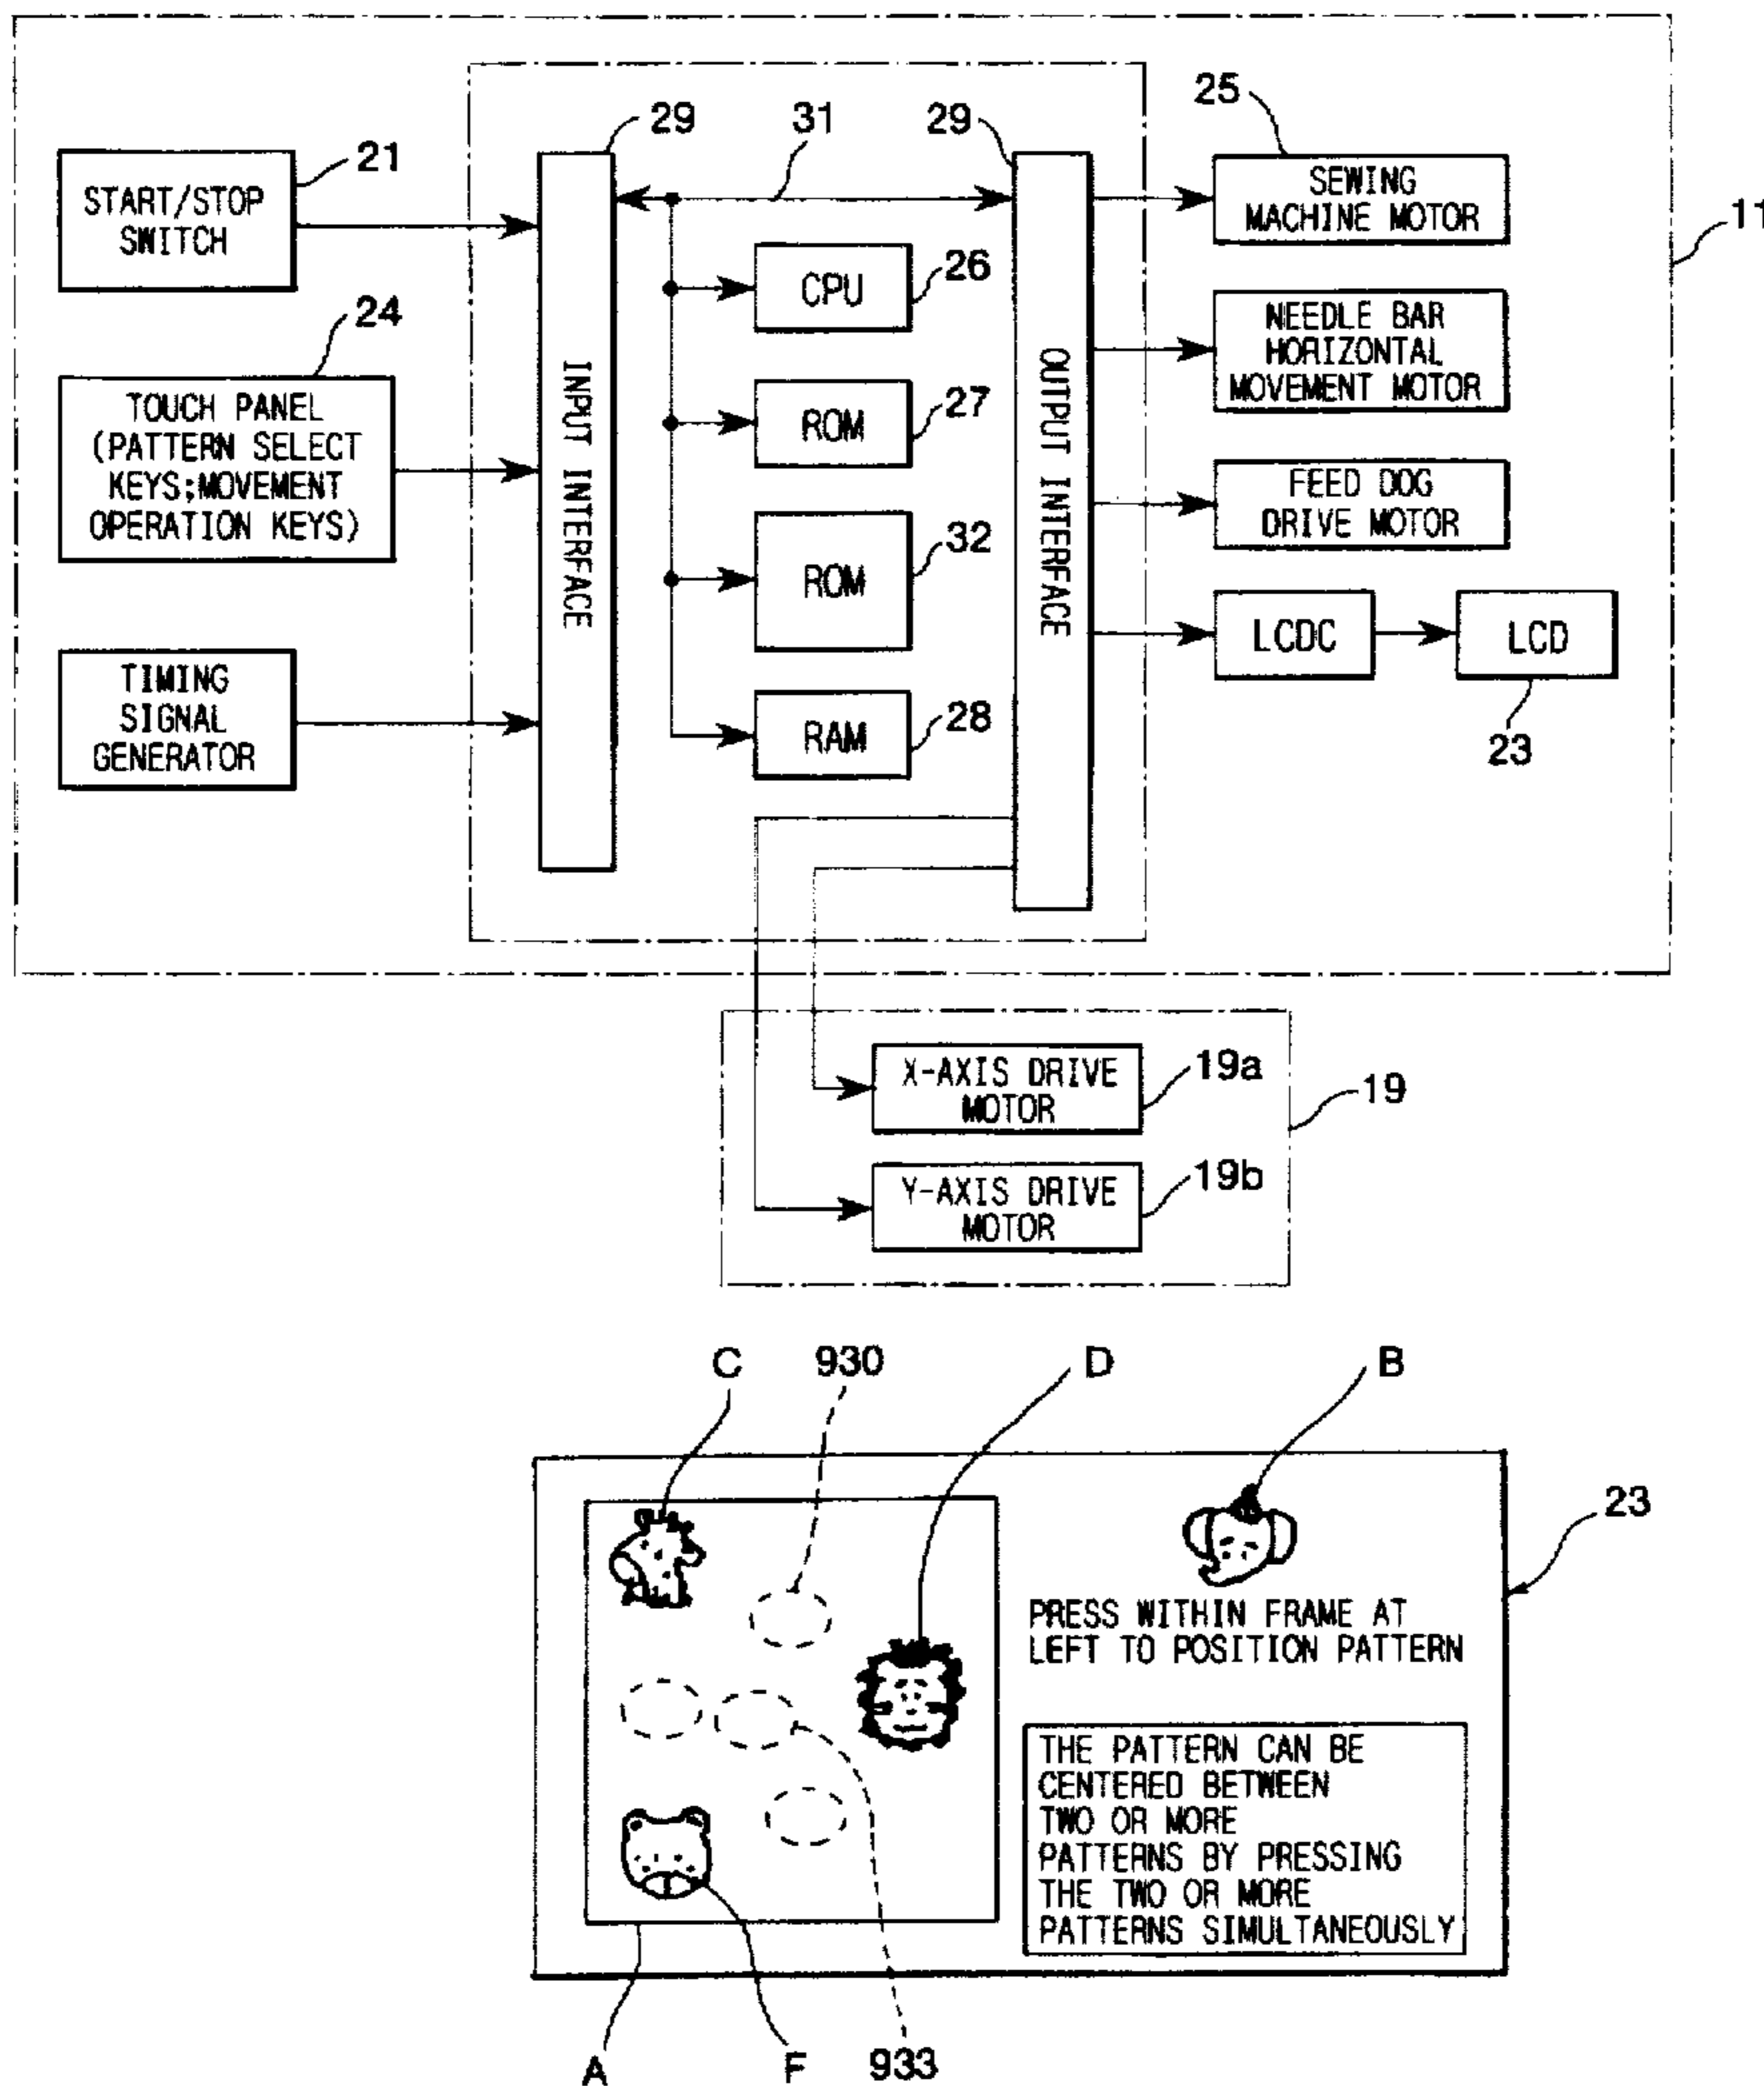 25
29
31
29
21
START/STOP
SWITCH
SEWING
MACHINE MOTOR
11
CPU
26
24
NEEDLE BAR
HORIZONTAL
MOVEMENT MOTOR
TOUCH PANEL
(PATTERN SELECT
KEYS;MOVEMENT
OPERATION KEYS)
INPUT INTERFACE
ROM
27
OUTPUT INTERFACE
FEED DOG
DRIVE MOTOR
ROM
32
LCDC
LCD
TIMING
SIGNAL
GENERATOR
RAM
28
23
X-AXIS DRIVE
MOTOR
19a
19
Y-AXIS DRIVE
MOTOR
19b
C
930
D
B
23
PRESS WITHIN FRAME AT
LEFT TO POSITION PATTERN
THE PATTERN CAN BE
CENTERED BETWEEN
TWO OR MORE
PATTERNS BY PRESSING
THE TWO OR MORE
PATTERNS SIMULTANEOUSLY
A
F
933